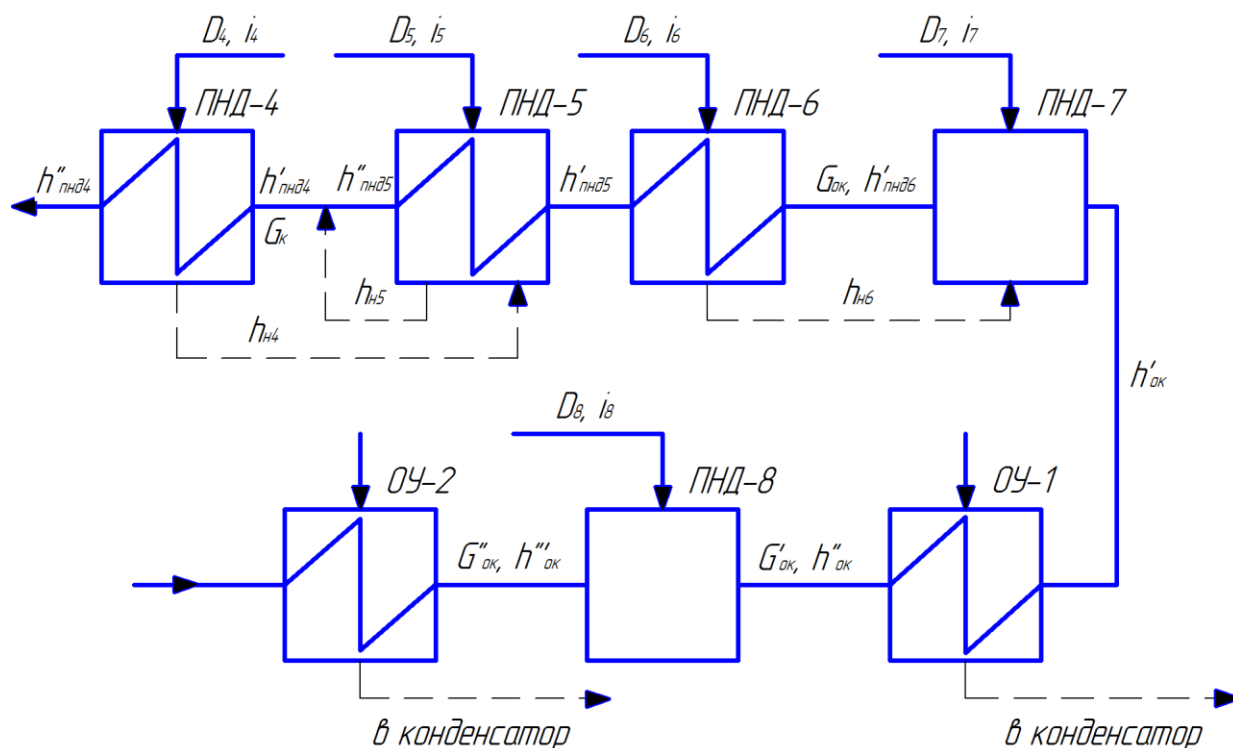 D4, i4
D5, i5
D6, i6
D7, i7
ПНД-4
ПНД-5
ПНД-6
ПНД-7
h"пнд4
h'пнд4
h"пнд5
h'пнд5
Gок, h'пнд6
Gк
hн5
hн6
hн4
h'ок
D8, i8
ОУ-2
ПНД-8
ОУ-1
G"ок, h"'ок
G'ок, h"ок
в конденсатор
в конденсатор